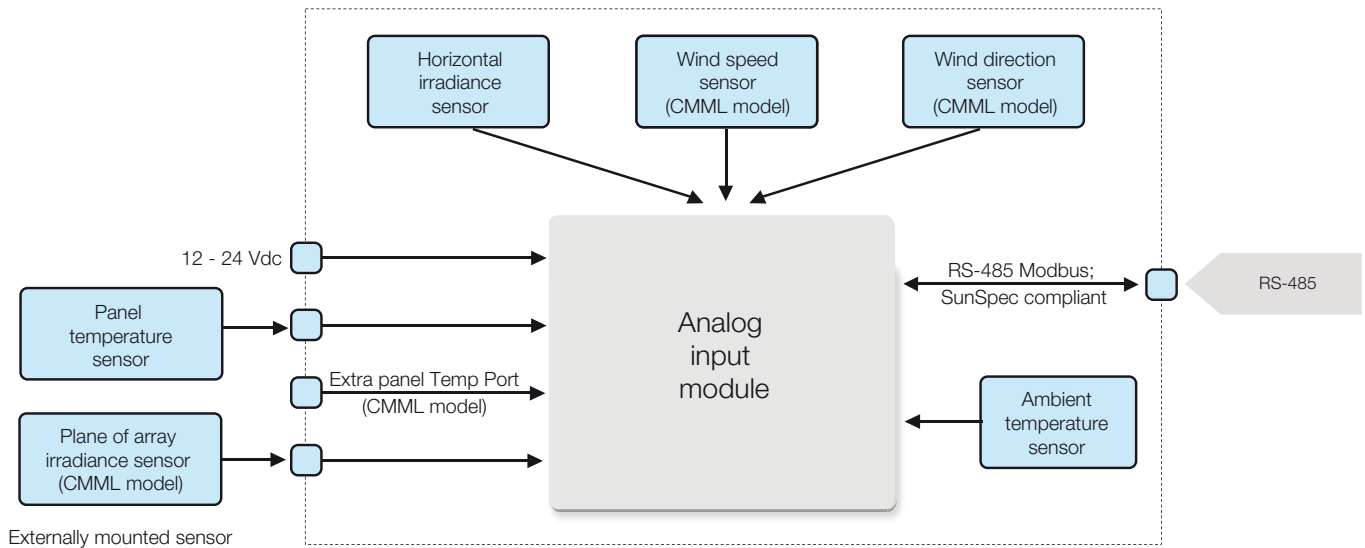 Horizontal
irradiance
sensor
Wind speed
sensor
(CMML model)
Wind direction
sensor
(CMML model)
12 - 24 Vdc
Panel
temperature
sensor
Extra panel Temp Port
(CMML model)
Plane of array
irradiance sensor
(CMML model)
Externally mounted sensor
Analog
input
module
RS-485 Modbus;
SunSpec compliant
RS-485
Ambient
temperature
sensor